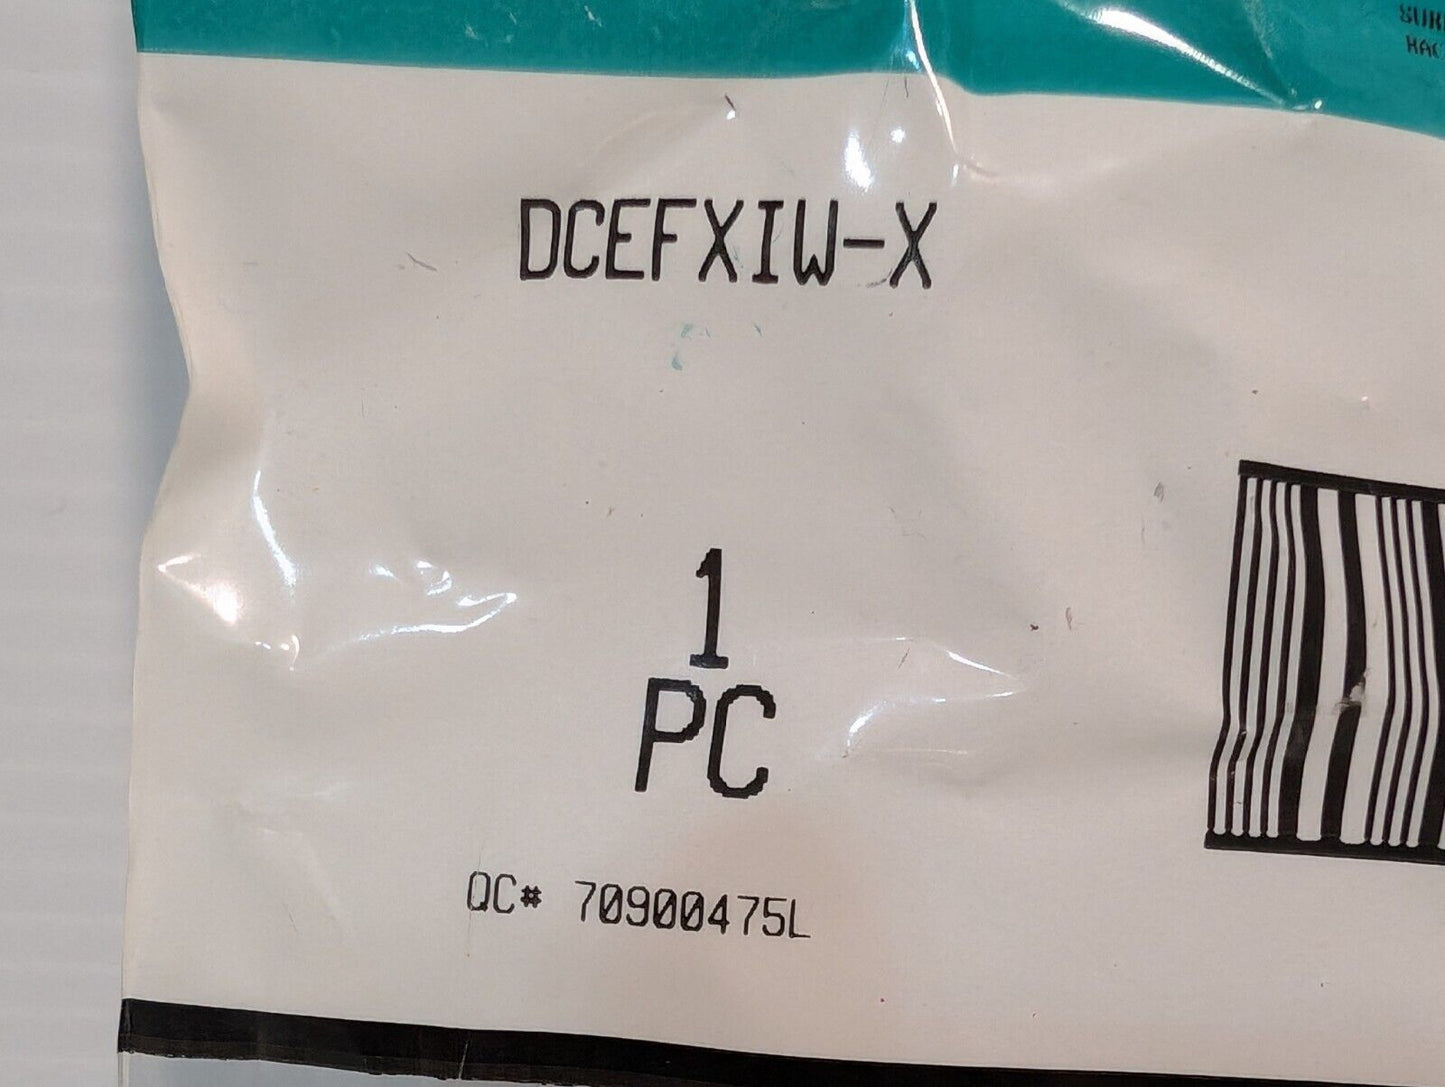 DCEFXIW-X
1
PC
QC# 70900475L